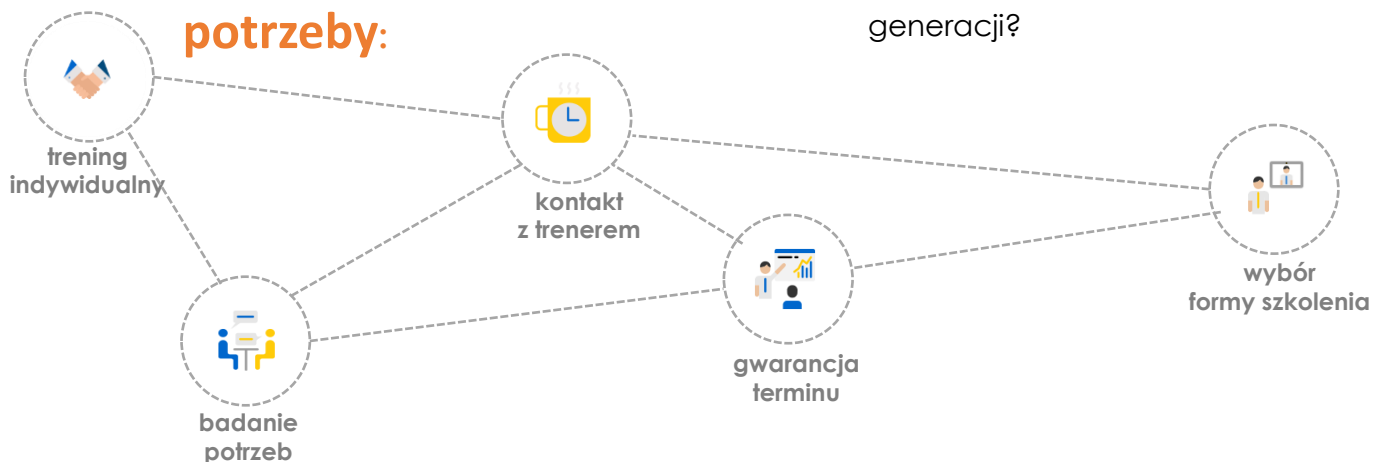 potrzeby:
generacji?
trening
indywidualny
kontakt
z trenerem
wybór
formy szkolenia
gwarancja
terminu
badanie
potrzeb